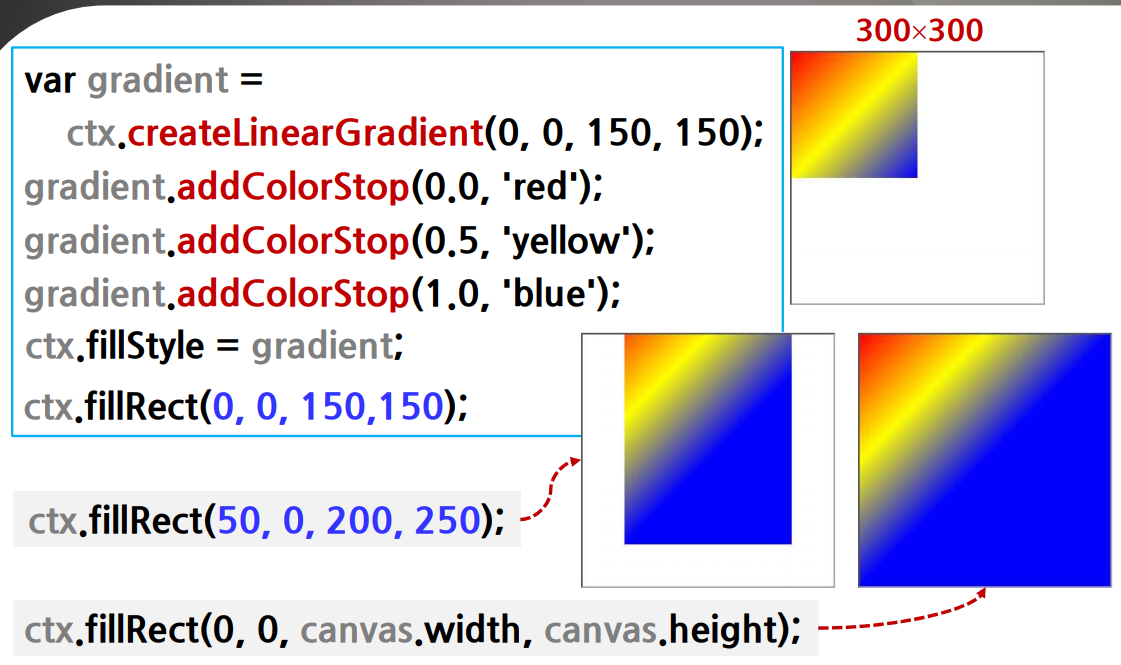 300×300
var gradient =
ctx.createLinearGradient(0, 0, 150, 150);
gradient.addColorStop(0.0, 'red');
gradient.addColorStop(0.5, 'yellow');
gradient.addColorStop(1.0, 'blue');
ctx.fillStyle = gradient;
ctx.fillRect(0, 0, 150,150);
ctx.fillRect(50, 0, 200, 250);
ctx.fillRect(0, 0, canvas.width, canvas.height);